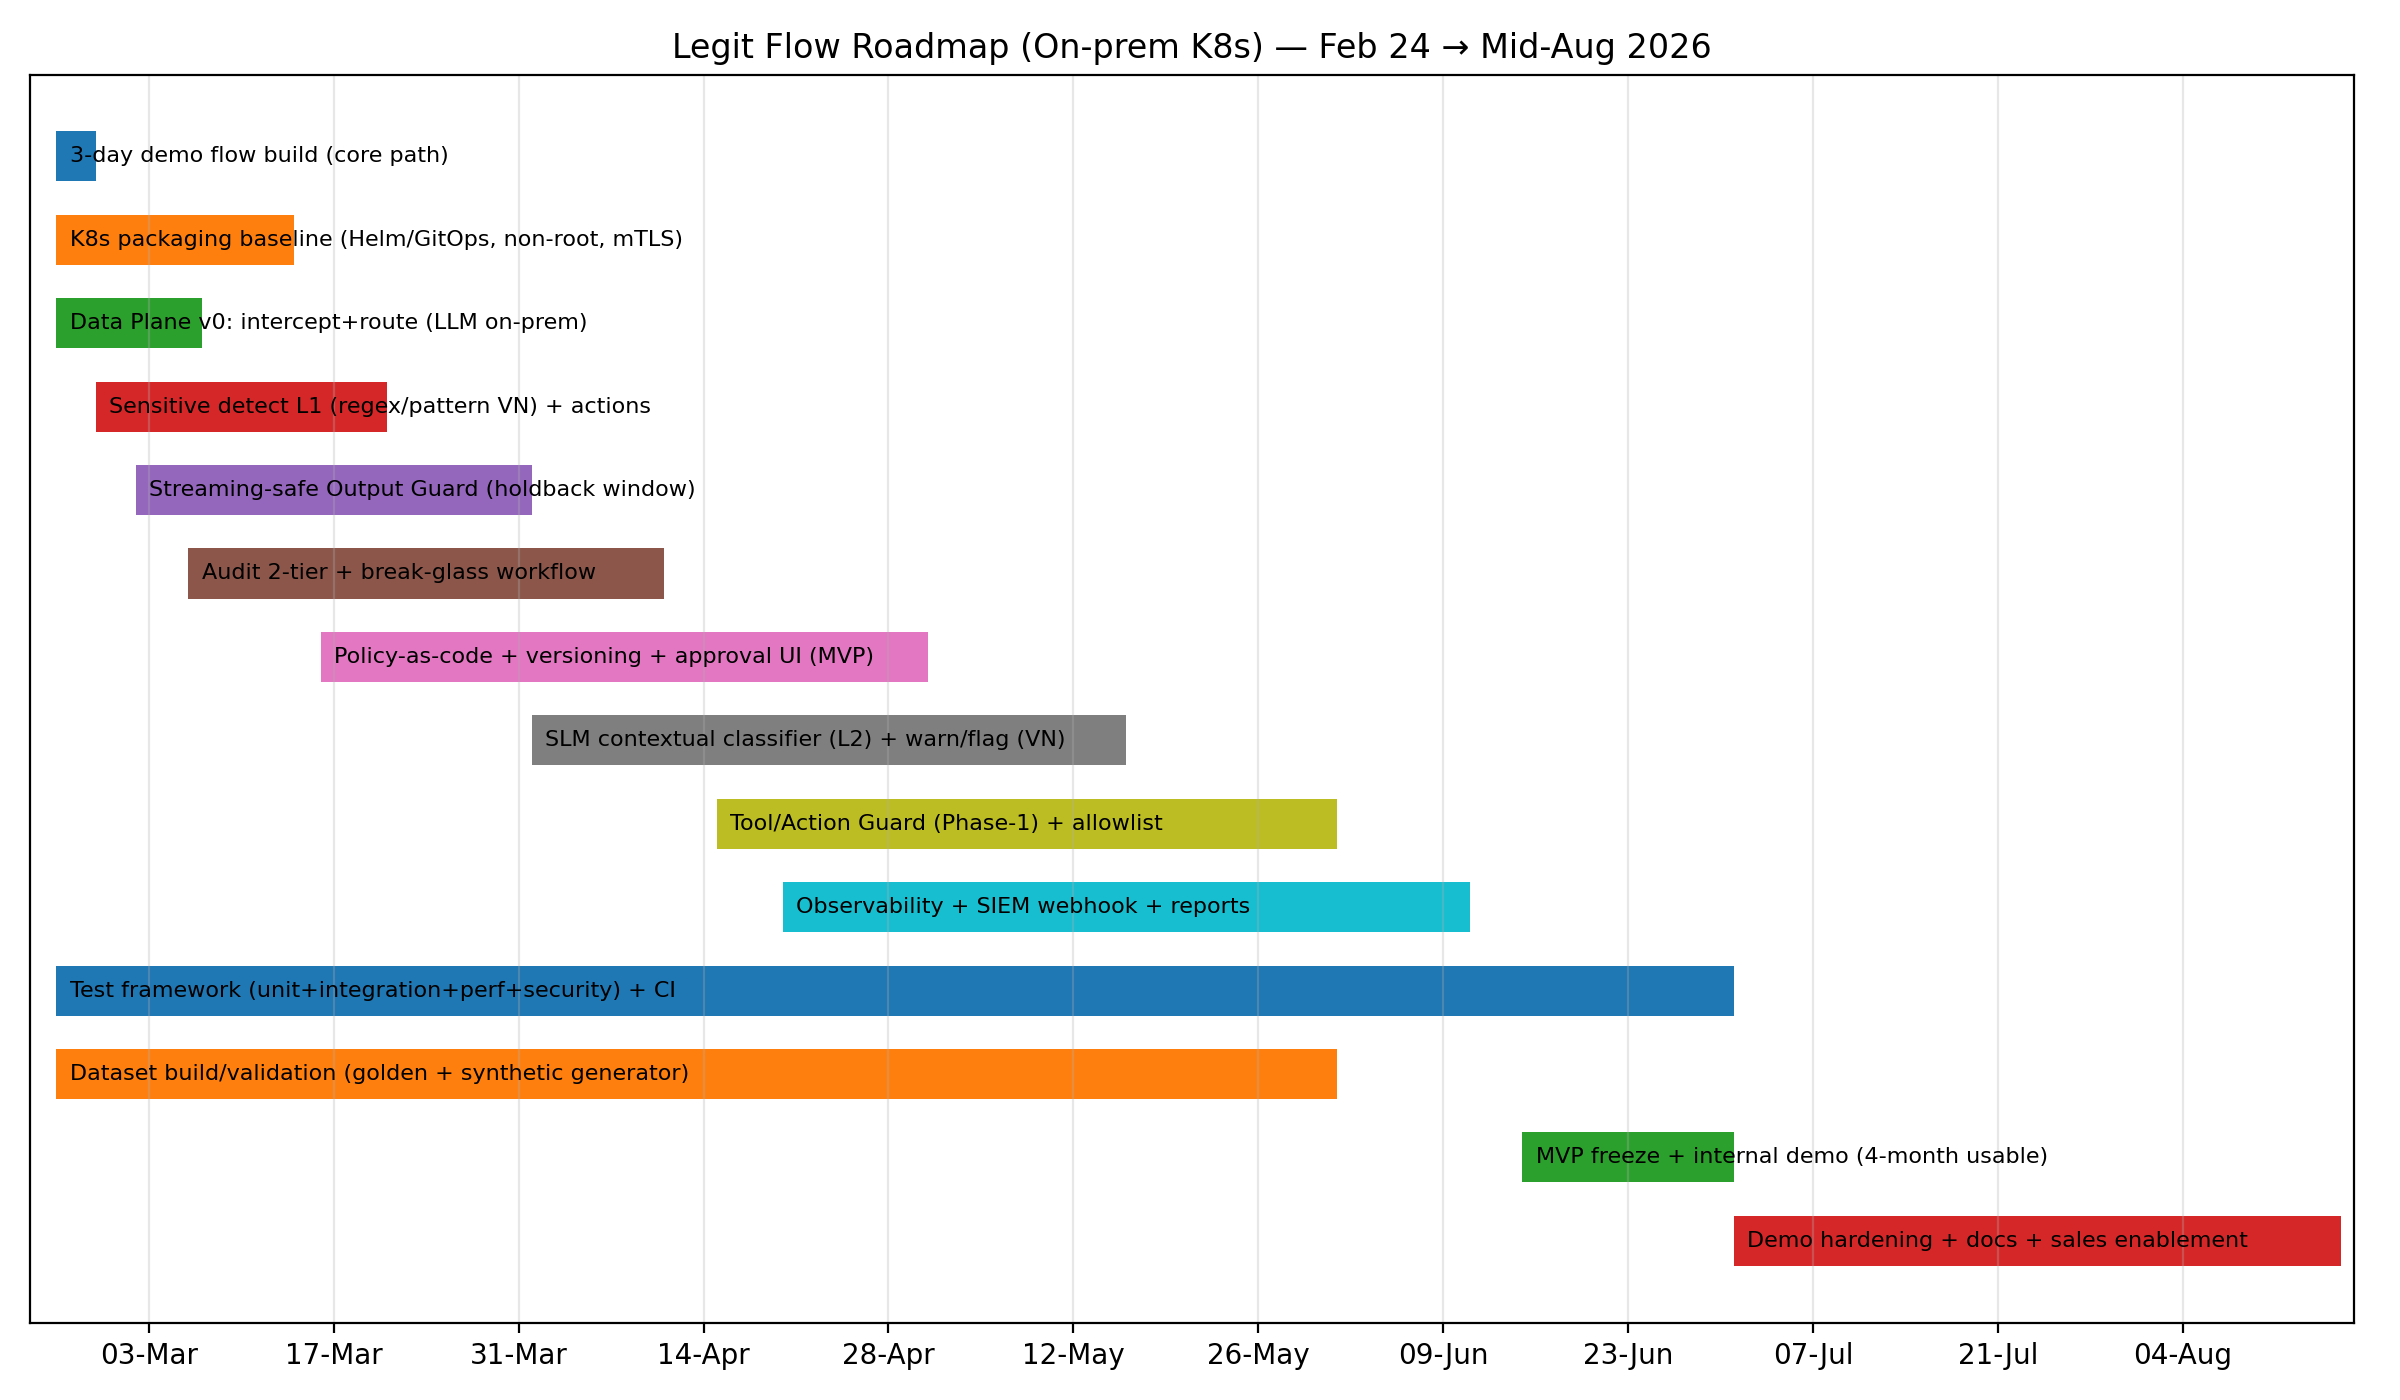 Legit Flow Roadmap (On-prem K8s) — Feb 24 → Mid-Aug 2026
3-day demo flow build (core path)
K8s packaging baseline (Helm/GitOps, non-root, mTLS)
Data Plane v0: intercept+route (LLM on-prem)
Sensitive detect L1 (regex/pattern VN) + actions
Streaming-safe Output Guard (holdback window)
Audit 2-tier + break-glass workflow
Policy-as-code + versioning + approval UI (MVP)
SLM contextual classifier (L2) + warn/flag (VN)
Tool/Action Guard (Phase-1) + allowlist
Observability + SIEM webhook + reports
Test framework (unit+integration+perf+security) + CI
Dataset build/validation (golden + synthetic generator)
MVP freeze + internal demo (4-month usable)
Demo hardening + docs + sales enablement
03-Mar 17-Mar 31-Mar 14-Apr 28-Apr 12-May 26-May 09-Jun 23-Jun 07-Jul 21-Jul 04-Aug